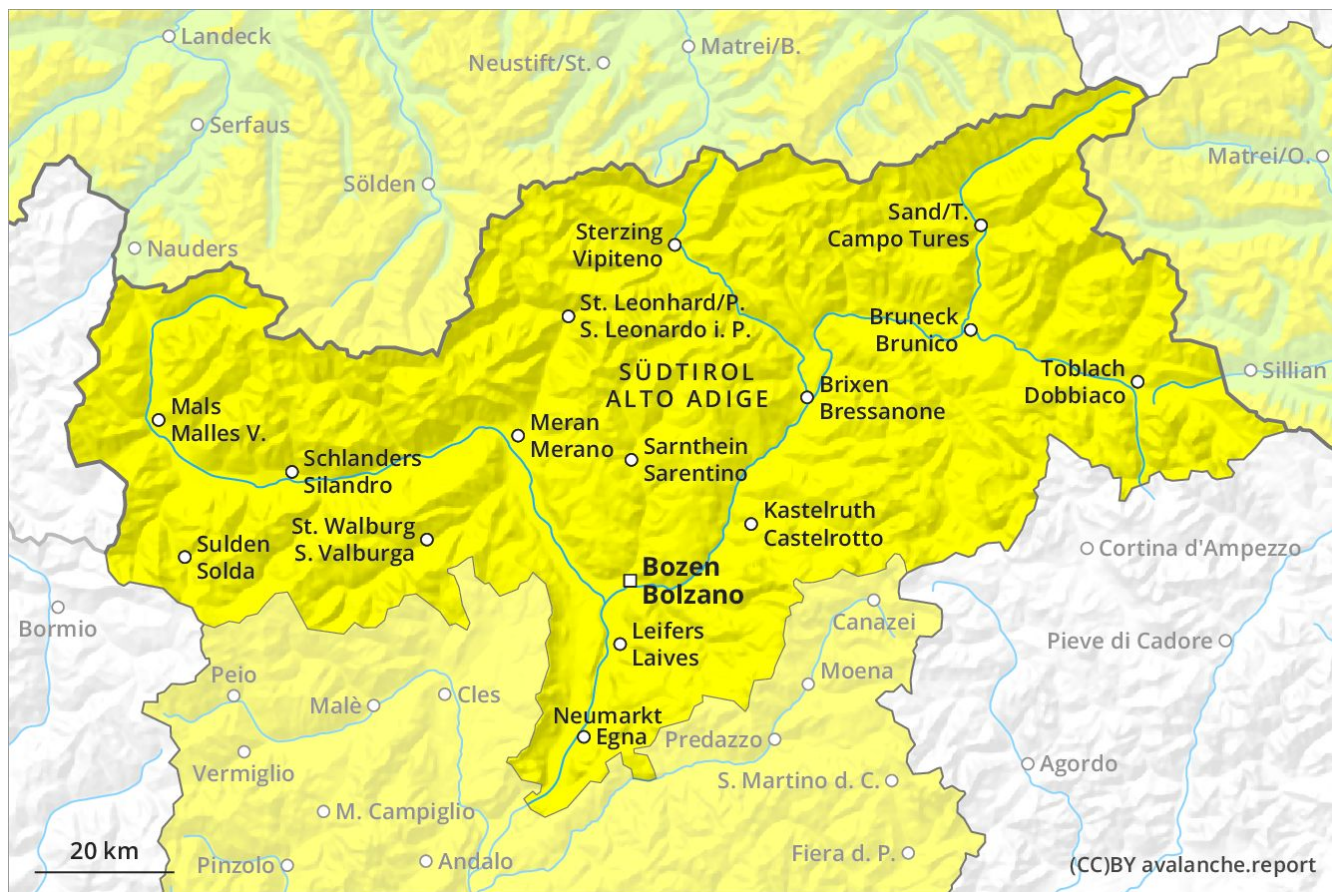 Landeck
Matrei/B.
Neustift/St.
Serfaus
Matrei/O.
Sölden
Sand/T.
Campo Tures
Sterzing
Vipiteno
Nauders
St. Leonhard/P.
S. Leonardo i. P.
Bruneck
Brunico
SÜDTIROL
ALTO ADIGE
Toblach
Dobbiaco
Sillian
Brixen
Bressanone
Mals
Malles V.
Meran
Merano
Schlanders
Silandro
Sarnthein
Sarentino
Kastelruth
Castelrotto
St. Walburg
S. Valburga
Sulden
Solda
Cortina d'Ampezzo
Bozen
Bolzano
Bormio
Canazei
Leifers
Laives
Pieve di Cadore
Peio
Moena
Malè
Cles
Neumarkt
Egna
Predazzo
Vermiglio
Agordo
S. Martino d. C.
M. Campiglio
20 km
Pinzolo
Andalo
Fiera d. P.
(CC)BY avalanche.report